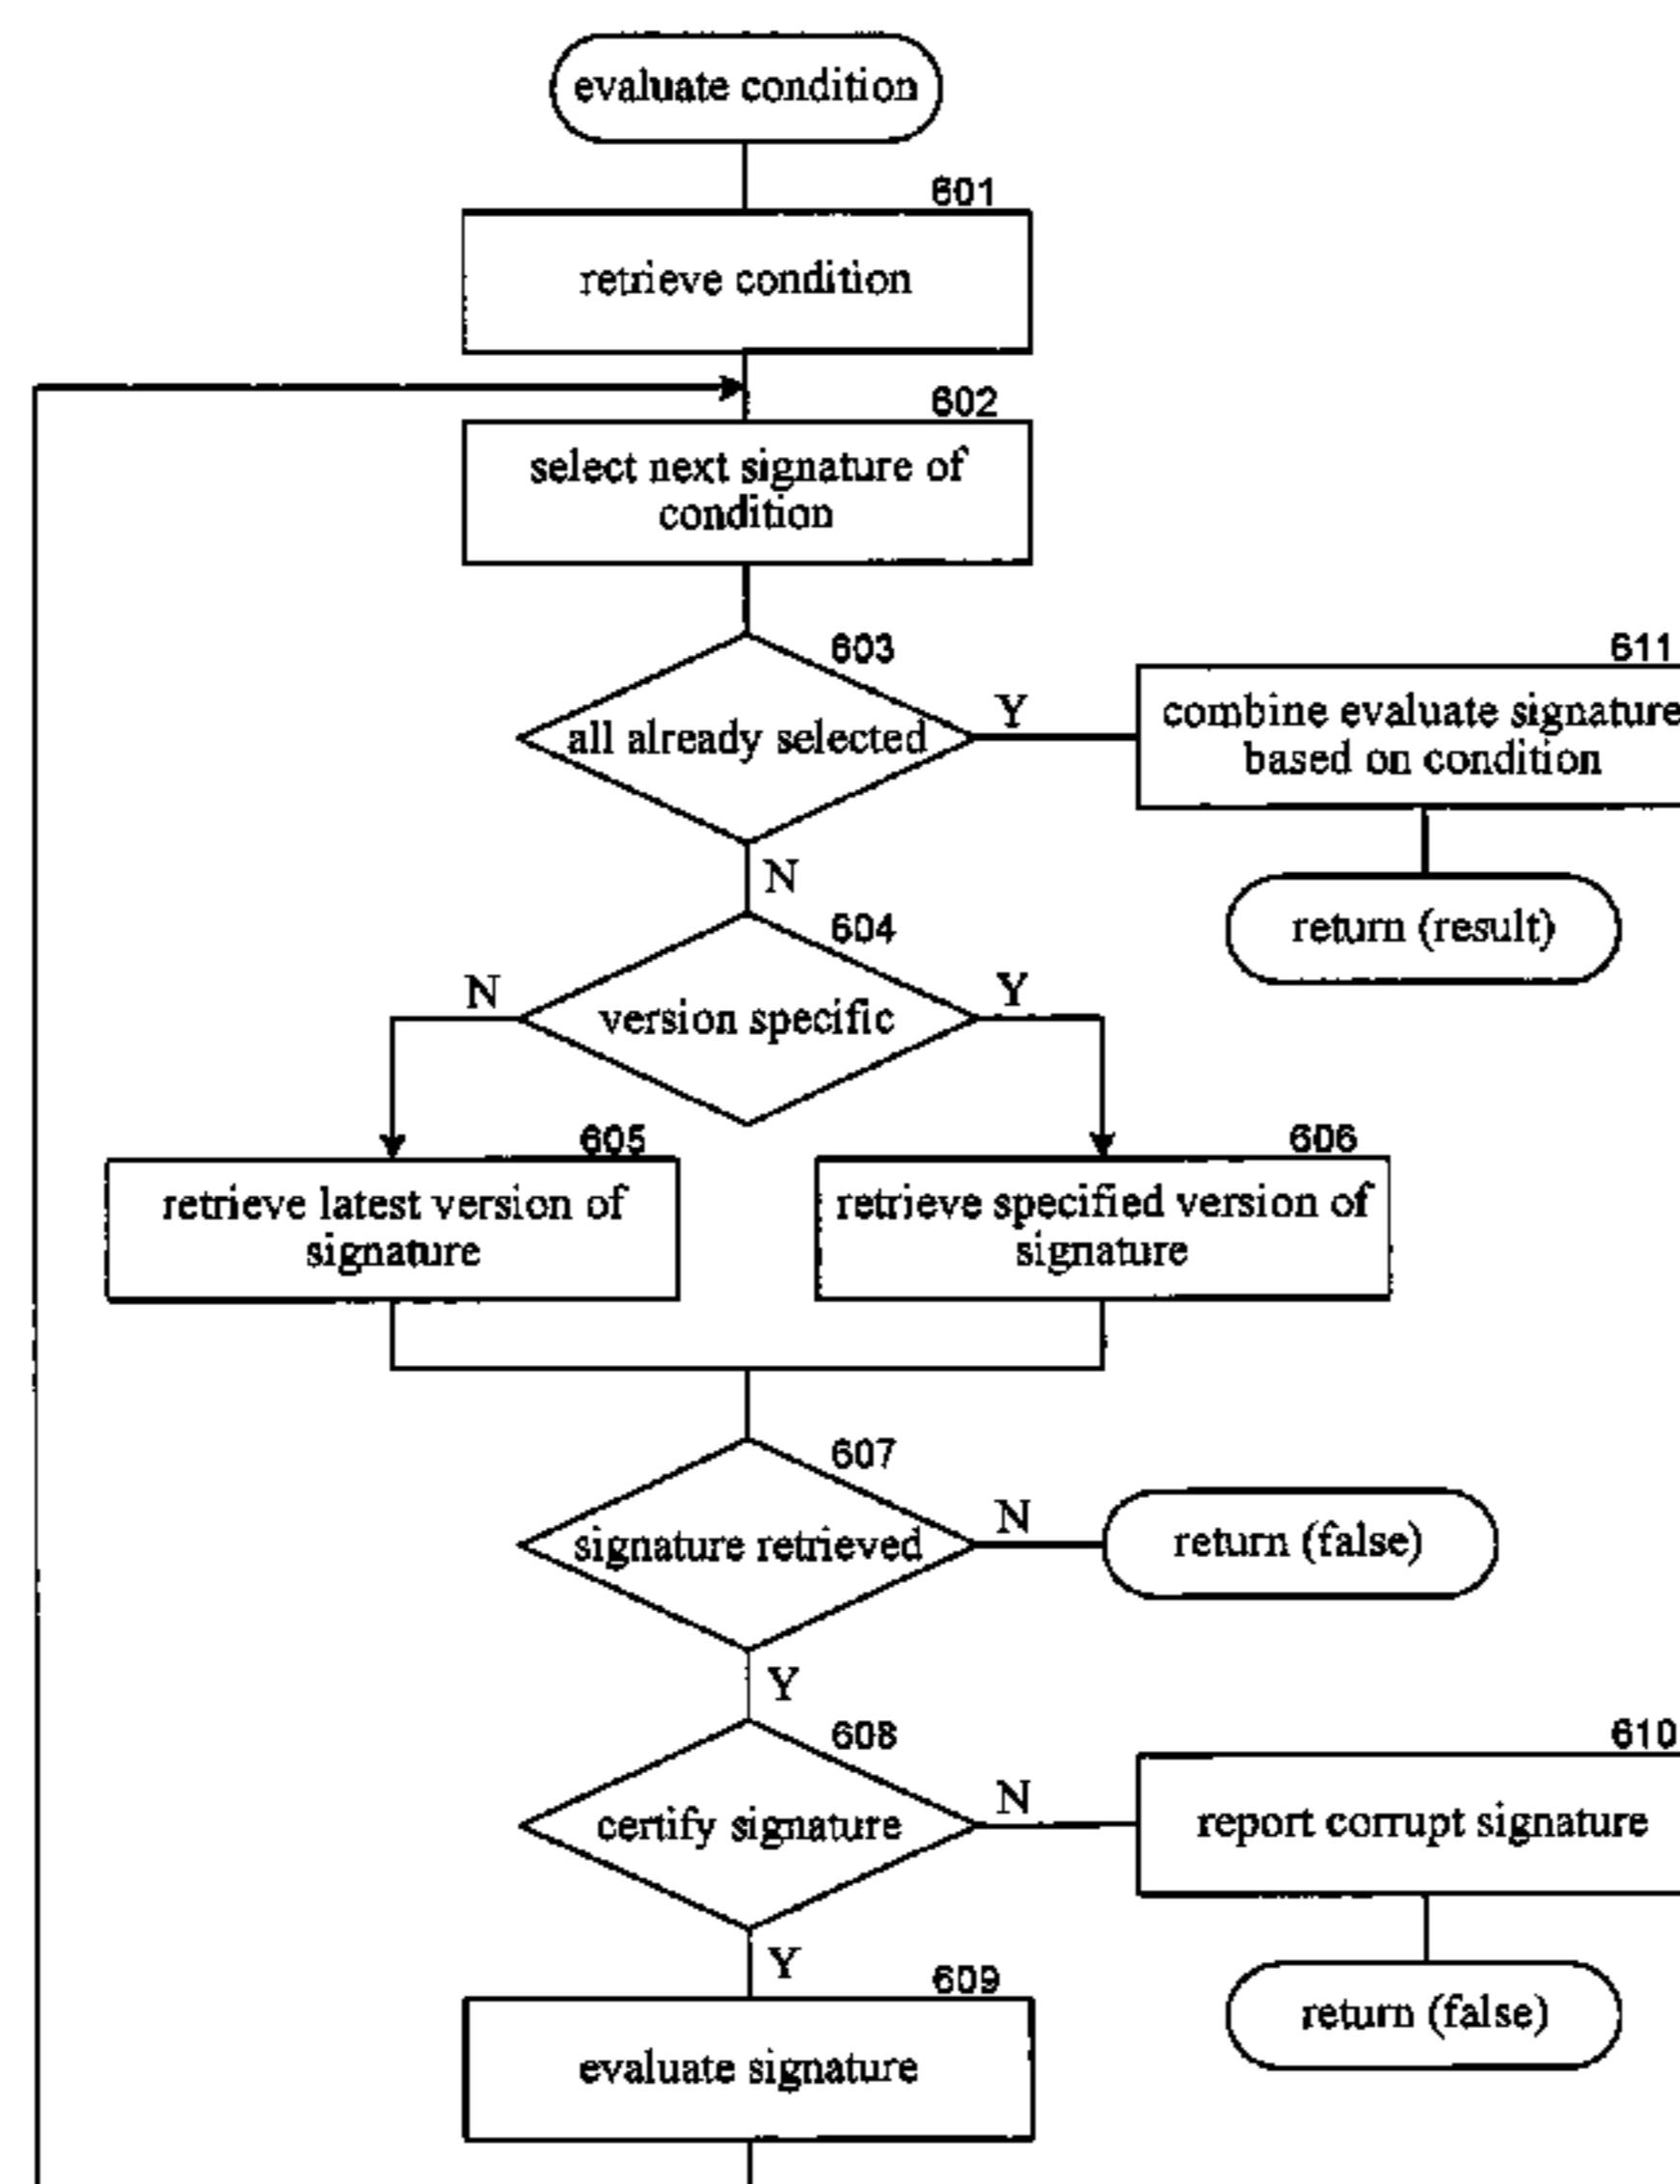 evaluate condition
601
retrieve condition
602
select next signature of
condition
603
all already selected
Y
611
combine evaluate signature
based on condition
return (result)
N
604
version specific
N
Y
605
retrieve latest version of
signature
606
retrieve specified version of
signature
607
signature retrieved
N
return (false)
Y
608
certify signature
N
610
report corrupt signature
return (false)
Y
609
evaluate signature